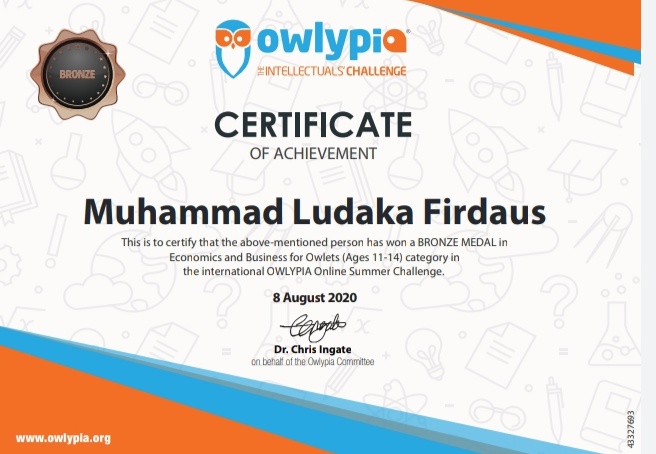 BRONZE
owlypia
THE INTELLECTUALS' CHALLENGE
CERTIFICATE
OF ACHIEVEMENT
Muhammad Ludaka Firdaus
This is to certify that the above-mentioned person has won a BRONZE MEDAL in
Economics and Business for Owlets (Ages 11-14) category in
the international OWLYPIA Online Summer Challenge.
8 August 2020
Dr. Chris Ingate
on behalf of the Owlypia Committee
www.owlypia.org
43327693